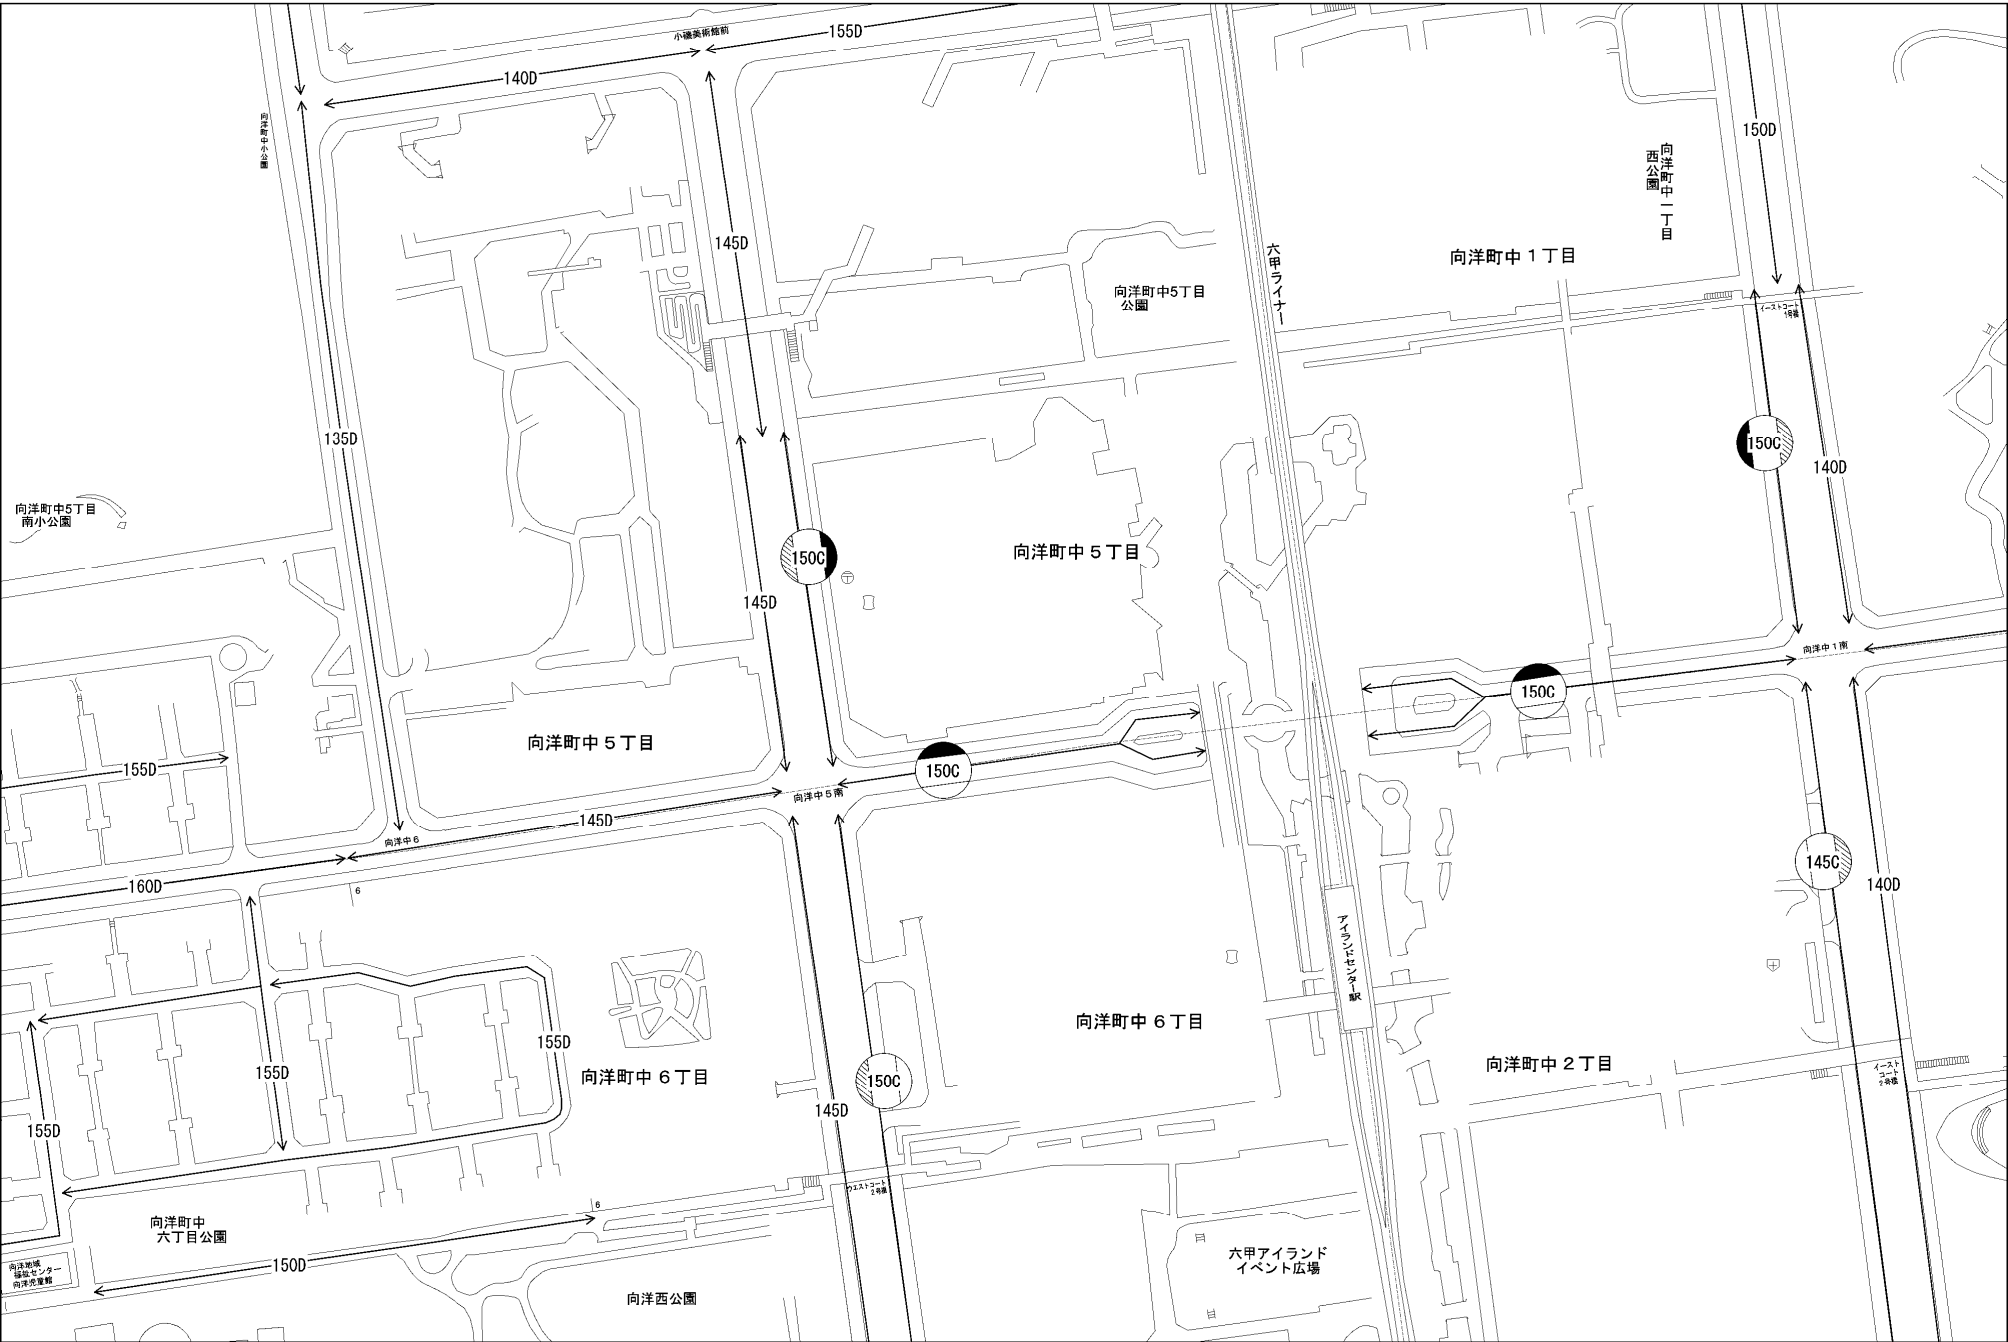 小磯美術館前
155D
140D
向洋町中小公園
150D
向洋町中一丁目
西公園
145D
六甲ライナー
向洋町中１丁目
向洋町中5丁目
公園
イーストコート
1号橋
135D
150C
140D
向洋町中5丁目
南小公園
向洋町中５丁目
150C
145D
向洋中１南
150C
向洋町中５丁目
155D
150C
向洋中５南
145D
向洋中６
145C
160D
140D
6
アイランドセンター駅
向洋町中６丁目
155D
155D
向洋町中６丁目
150C
向洋町中２丁目
イースト
コート
2号橋
145D
155D
ウエストコート
2号橋
6
向洋町中
六丁目公園
150D
向洋地域
福祉センター
向洋児童館
六甲アイランド
イベント広場
向洋西公園